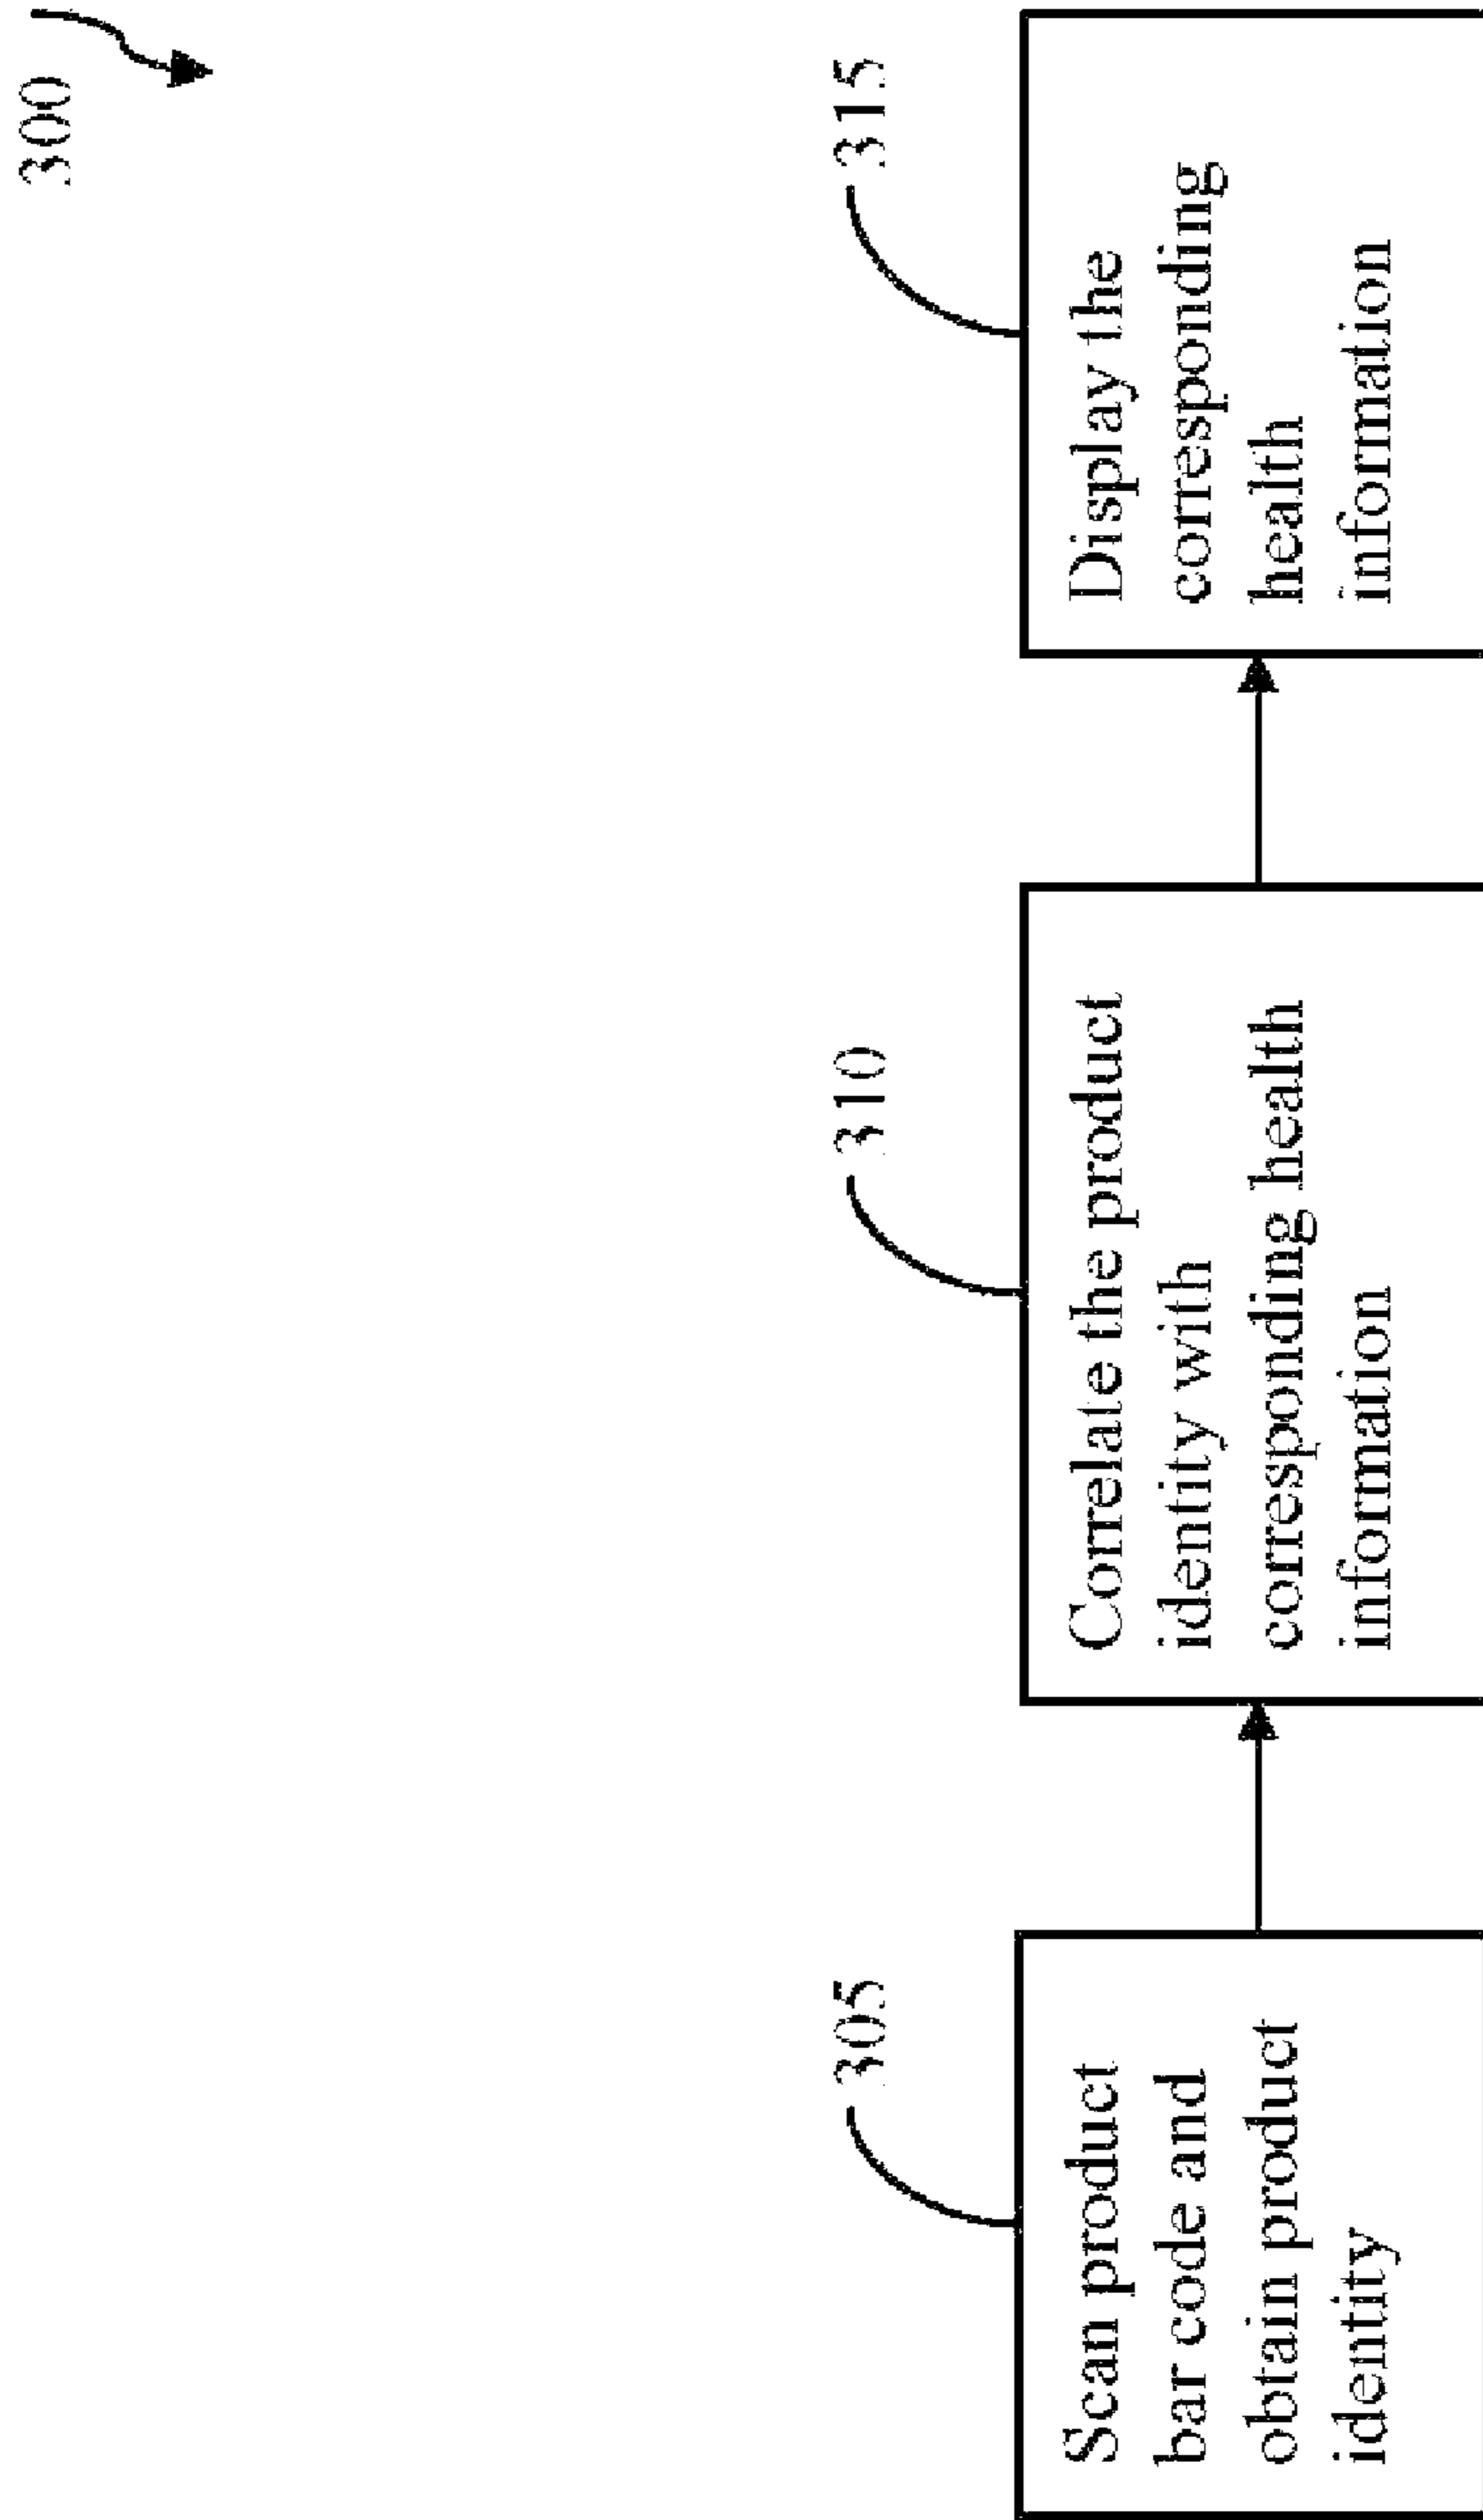 300
305
Scan product
bar code and
obtain product
identity
310
Correlate the product
identity with
corresponding health
information
315
Display the
corresponding
health
information